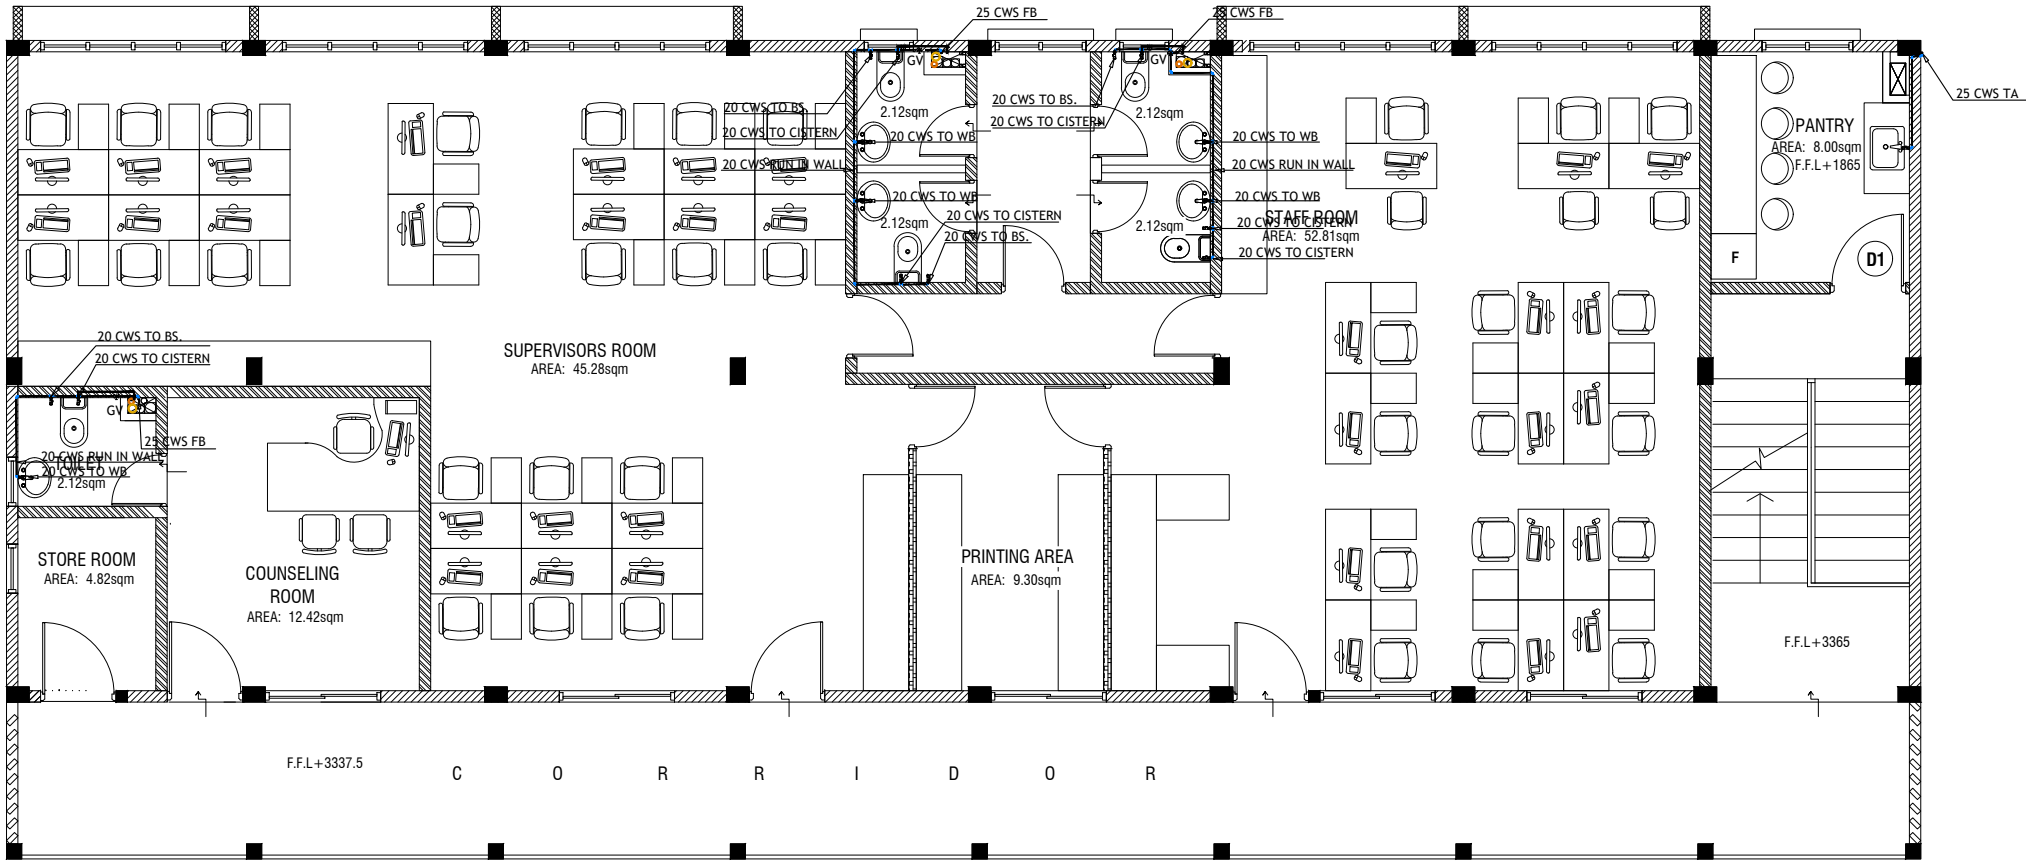 25 CWS FB
25 CWS FB
GV
GV
25 CWS TA
20 CWS TO BS.
2.12sqm
20 CWS TO BS.
2.12sqm
20 CWS TO CISTERN
20 CWS TO CISTERN
PANTRY
AREA: 8.00sqm
F.F.L+1865
20 CWS TO WB
20 CWS TO WB
20 CWS RUN IN WALL
20 CWS RUN IN WALL
20 CWS TO WB
20 CWS TO WB
2.12sqm
20 CWS TO CISTERN
2.12sqm
STAFF ROOM
20 CWS TO CISTERN
AREA: 52.81sqm
20 CWS TO BS.
20 CWS TO CISTERN
F
D1
20 CWS TO BS.
20 CWS TO CISTERN
SUPERVISORS ROOM
AREA: 45.28sqm
GV
25 CWS FB
20 CWS RUN IN WALL
TOILET
20 CWS TO WB
2.12sqm
STORE ROOM
AREA: 4.82sqm
COUNSELING
ROOM
AREA: 12.42sqm
PRINTING AREA
AREA: 9.30sqm
F.F.L+3365
F.F.L+3337.5
C O R R I D O R